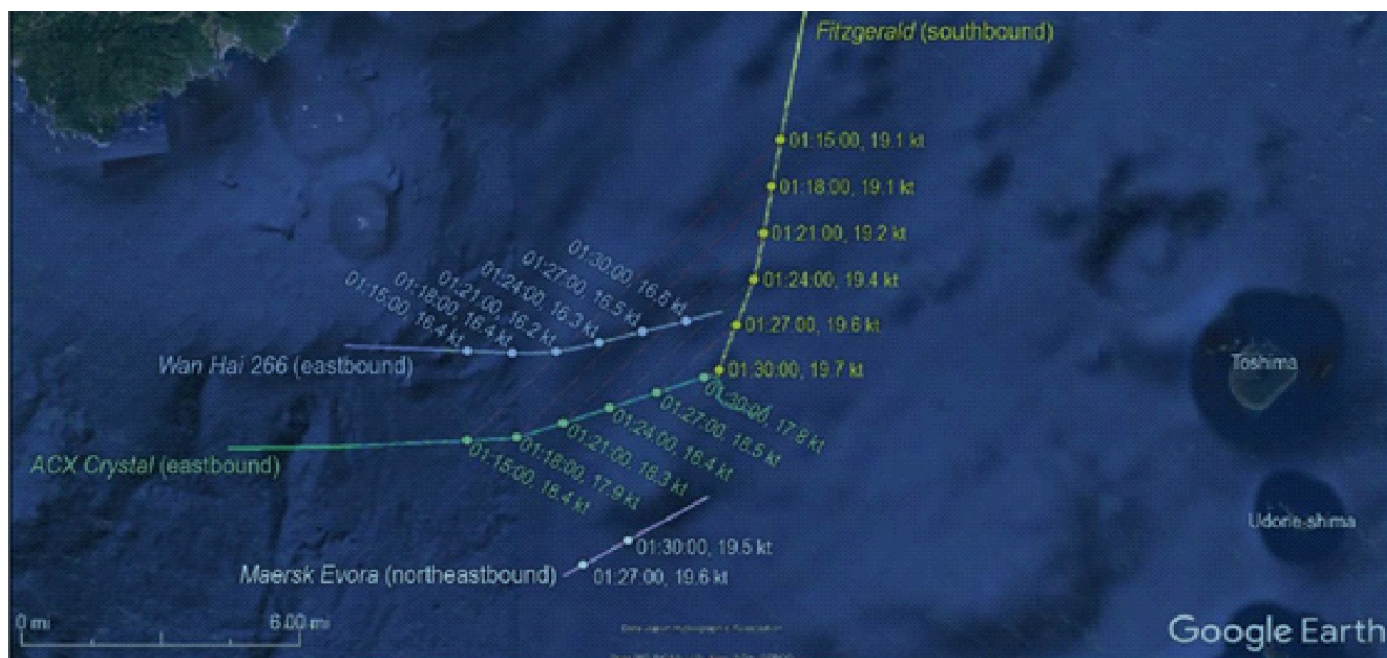 Fitzgerald (southbound)
01:15:00, 19.1 kt
01:18:00, 19.1 kt
01:21:00, 19.2 kt
01:24:00, 19.4 kt
01:27:00, 19.6 kt
01:30:00, 19.7 kt
01:30:00, 16.6 kt
01:27:00, 16.5 kt
01:24:00, 16.3 kt
01:21:00, 16.2 kt
01:18:00, 16.4 kt
01:15:00, 16.4 kt
Wan Hai 266 (eastbound)
Toshima
01:30:00, 17.8 kt
01:27:00, 18.5 kt
01:24:00, 18.4 kt
01:21:00, 18.3 kt
01:18:00, 17.9 kt
01:15:00, 18.4 kt
ACX Crystal (eastbound)
Udone-shima
01:30:00, 19.5 kt
01:27:00, 19.6 kt
Maersk Evora (northeastbound)
0 mi
6.00 mi
Google Earth